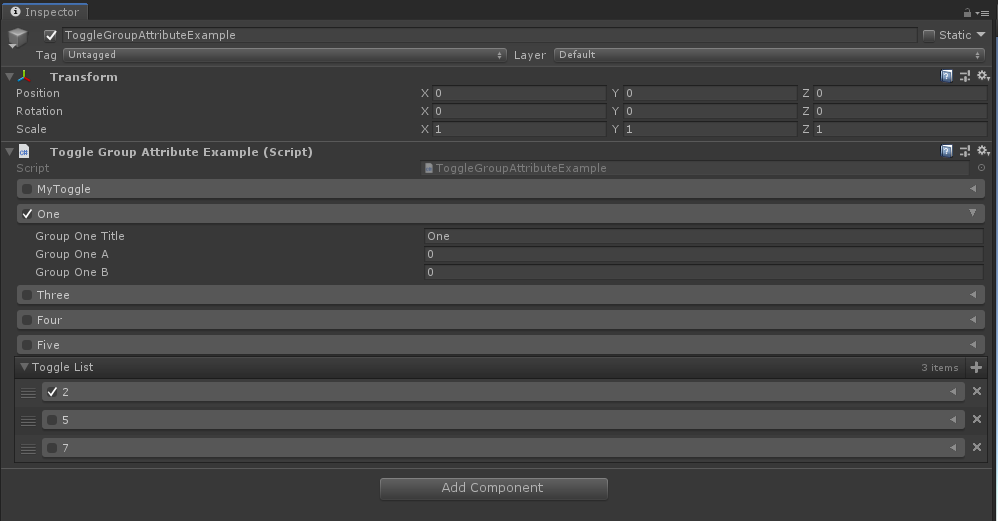 Inspector
ToggleGroupAttributeExample Static
Tag Untagged Layer Default
Transform
Position X 0 Y 0 Z 0
Rotation X 0 Y 0 Z 0
Scale X 1 Y 1 Z 1
Toggle Group Attribute Example (Script)
Script ToggleGroupAttributeExample
MyToggle
One
Group One Title One
Group One A 0
Group One B 0
Three
Four
Five
Toggle List 3 items
2
5
7
Add Component